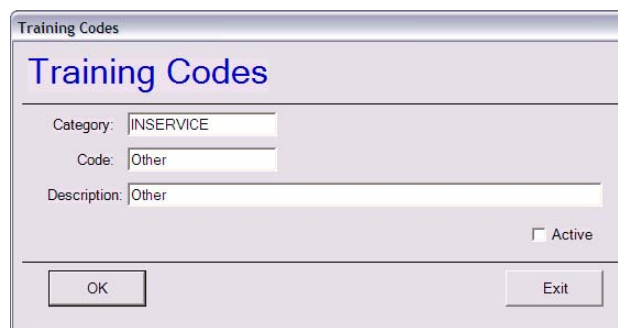 Training Codes
Training Codes
Category: INSERVICE
Code: Other
Description: Other
Active
OK Exit